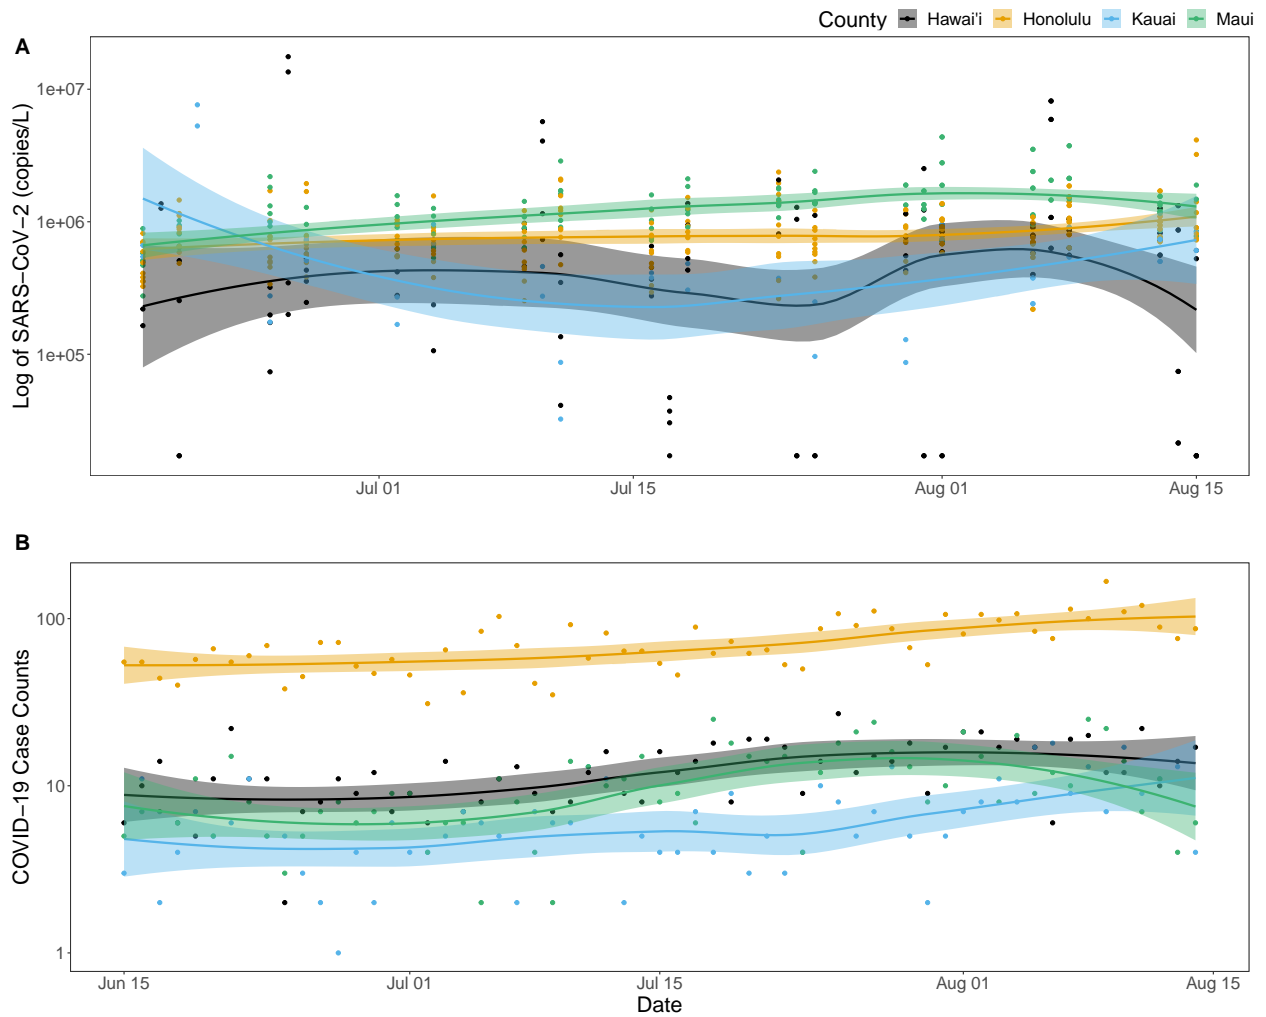 County Hawai'i Honolulu Kauai Maui
A
Log of SARS−CoV−2 (copies/L)
1e+07
1e+06
1e+05
Jul 01 Jul 15 Aug 01 Aug 15
B
COVID−19 Case Counts
100
10
1
Jun 15 Jul 01 Jul 15 Aug 01 Aug 15
Date